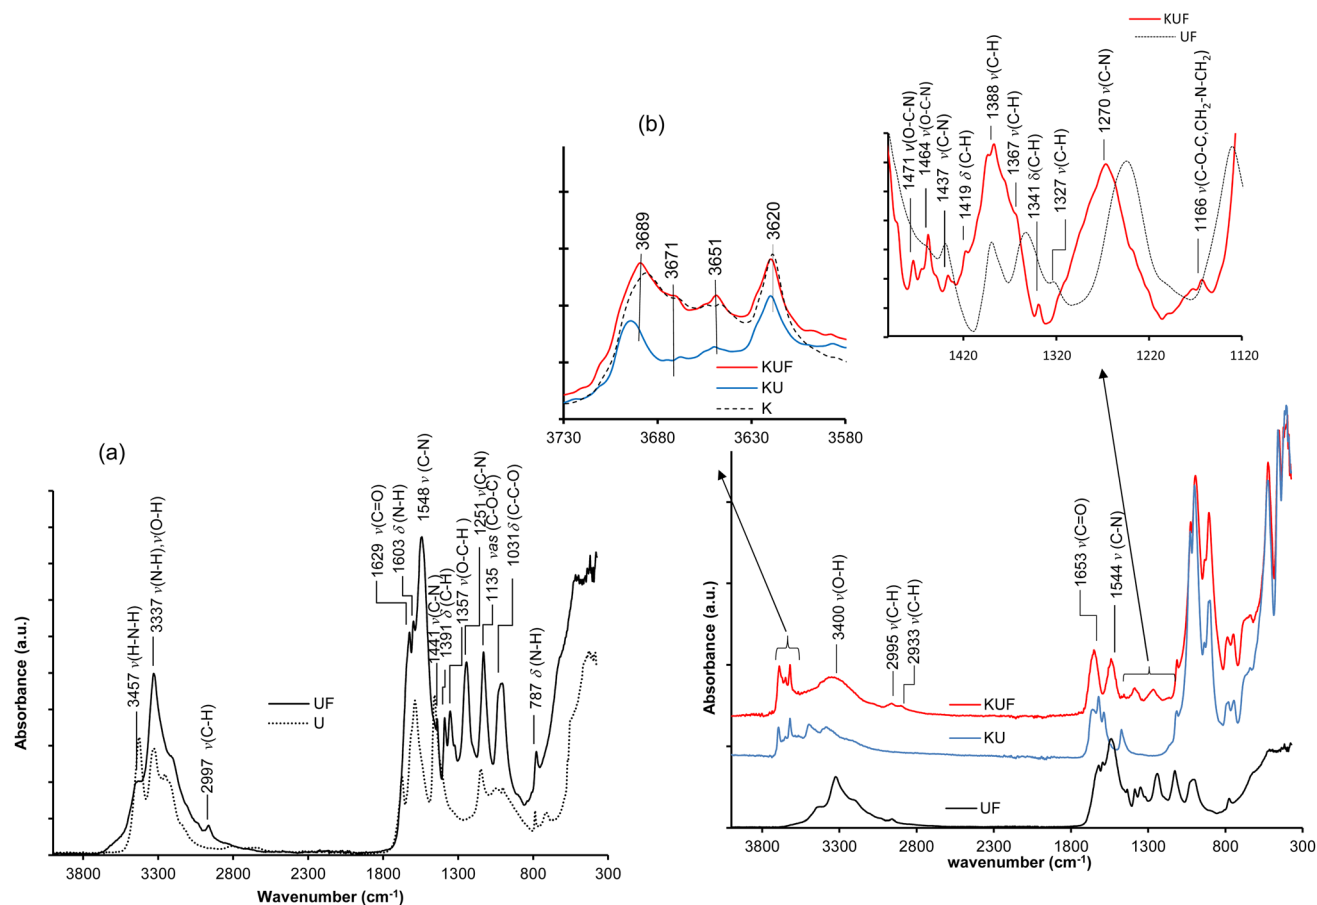 (a)
Absorbance (a.u.)
3457 ν(H-N-H)
3337 ν(N-H),ν(O-H)
2997 ν(C-H)
1629 ν(C=O)
1603 δ (N-H)
1548 ν (C-N)
1441 ν(C-N )
1391 δ (C-H)
1357 ν(O-C-H )
1251 ν(C-N)
1135 νas (C-O-C)
1031δ (C-C-O)
787 δ (N-H)
UF
U
3800 3300 2800 2300 1800 1300 800 300
Wavenumber (cm-1)
(b)
3689
3671
3651
3620
KUF
KU
K
3730 3680 3630 3580
KUF
UF
1471 ν(O-C-N)
1464 ν(O-C-N)
1437 ν(C-N)
1419 δ (C-H)
1388 ν(C-H)
1367 ν(C-H)
1341 δ(C-H)
1327 ν(C-H)
1270 ν(C-N)
1166 ν(C-O-C,CH2-N-CH2)
1420 1320 1220 1120
Absorbance (a.u.)
3400 ν(O-H)
2995 ν(C-H)
2933 ν(C-H)
1653 ν(C=O)
1544 ν (C-N)
KUF
KU
UF
3800 3300 2800 2300 1800 1300 800 300
wavenumber (cm-1)